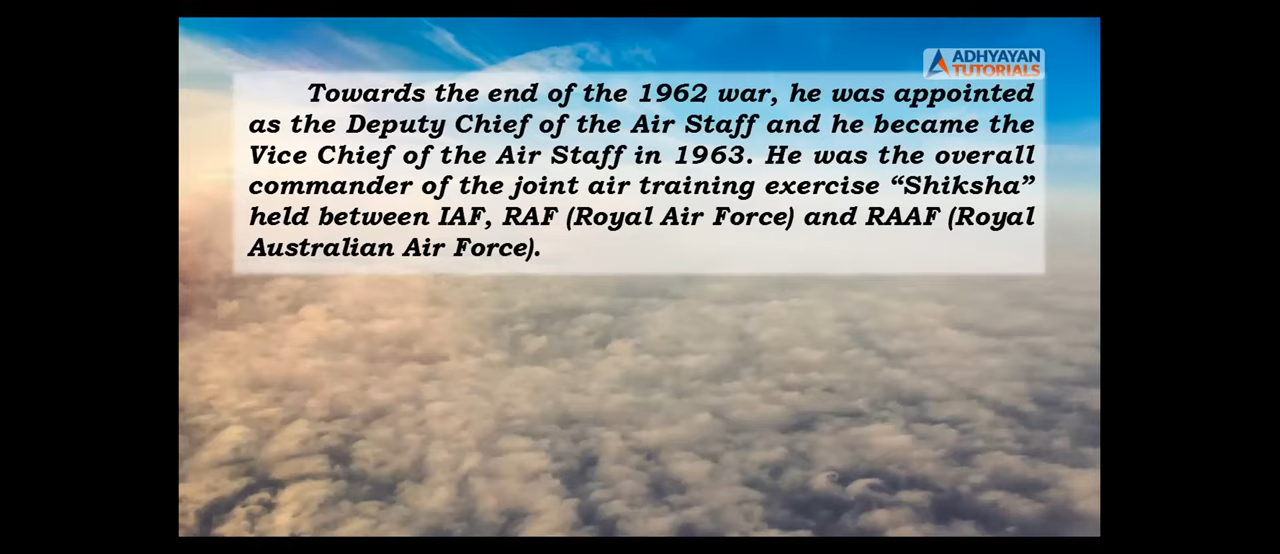 ADHYAYAN
TUTORIALS
Towards the end of the 1962 war, he was appointed
as the Deputy Chief of the Air Staff and he became the
Vice Chief of the Air Staff in 1963. He was the overall
commander of the joint air training exercise “Shiksha”
held between IAF, RAF (Royal Air Force) and RAAF (Royal
Australian Air Force).